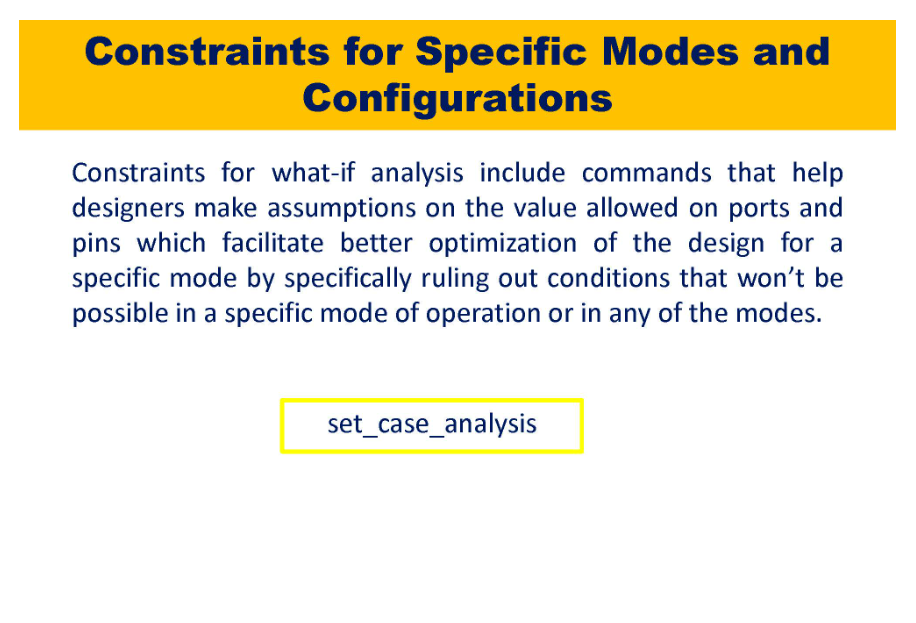 Constraints for Specific Modes and
Configurations
Constraints for what-if analysis include commands that help
designers make assumptions on the value allowed on ports and
pins which facilitate better optimization of the design for a
specific mode by specifically ruling out conditions that won’t be
possible in a specific mode of operation or in any of the modes.
set_case_analysis